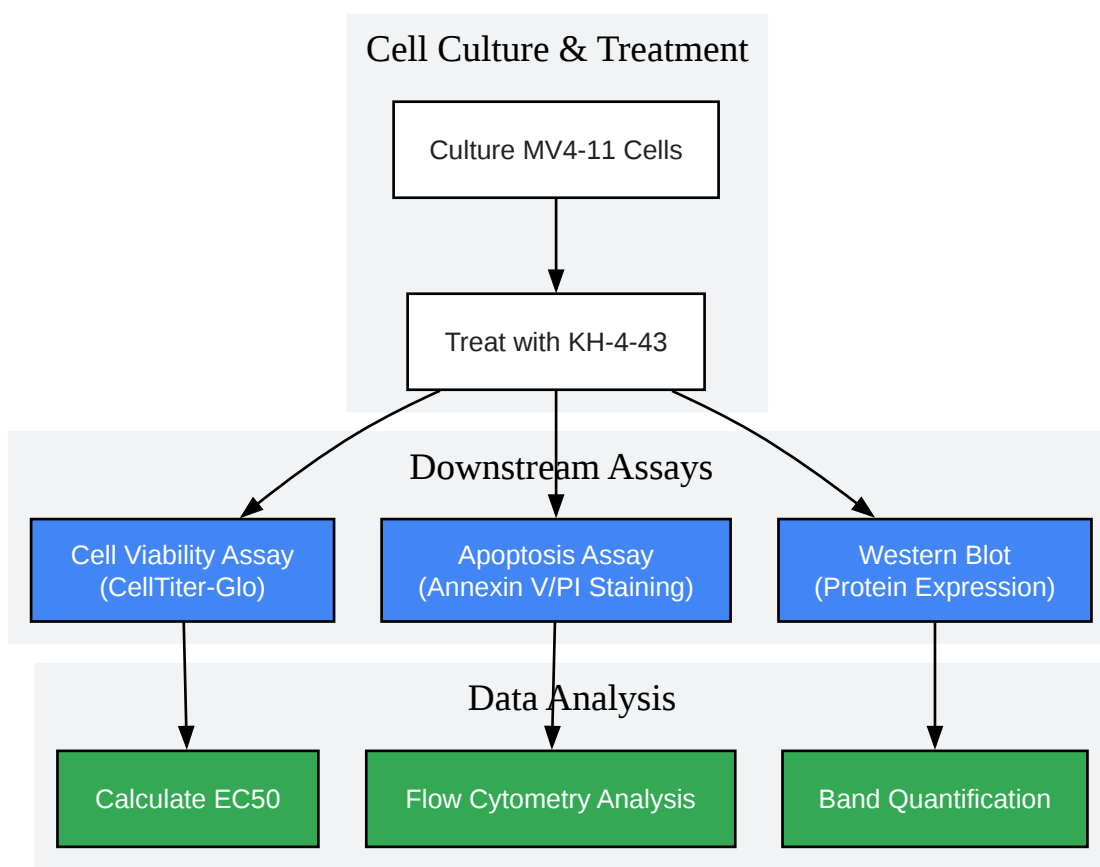 Cell Culture & Treatment
Culture MV4-11 Cells
Treat with KH-4-43
Downstream Assays
Cell Viability Assay
(CellTiter-Glo)
Apoptosis Assay
(Annexin V/PI Staining)
Western Blot
(Protein Expression)
Data Analysis
Calculate EC50
Flow Cytometry Analysis
Band Quantification